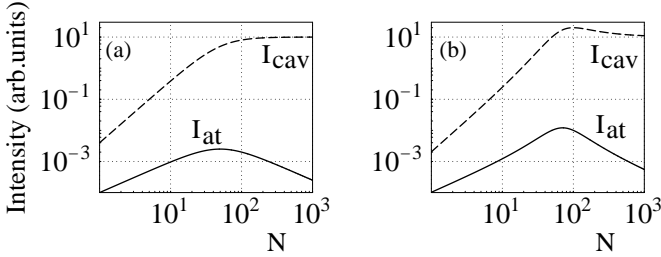 Intensity (arb.units)
10^1
10^-1
10^-3
(a)
I_cav
I_at
10^1
10^2
10^3
N
10^1
10^-1
10^-3
(b)
I_cav
I_at
10^1
10^2
10^3
N